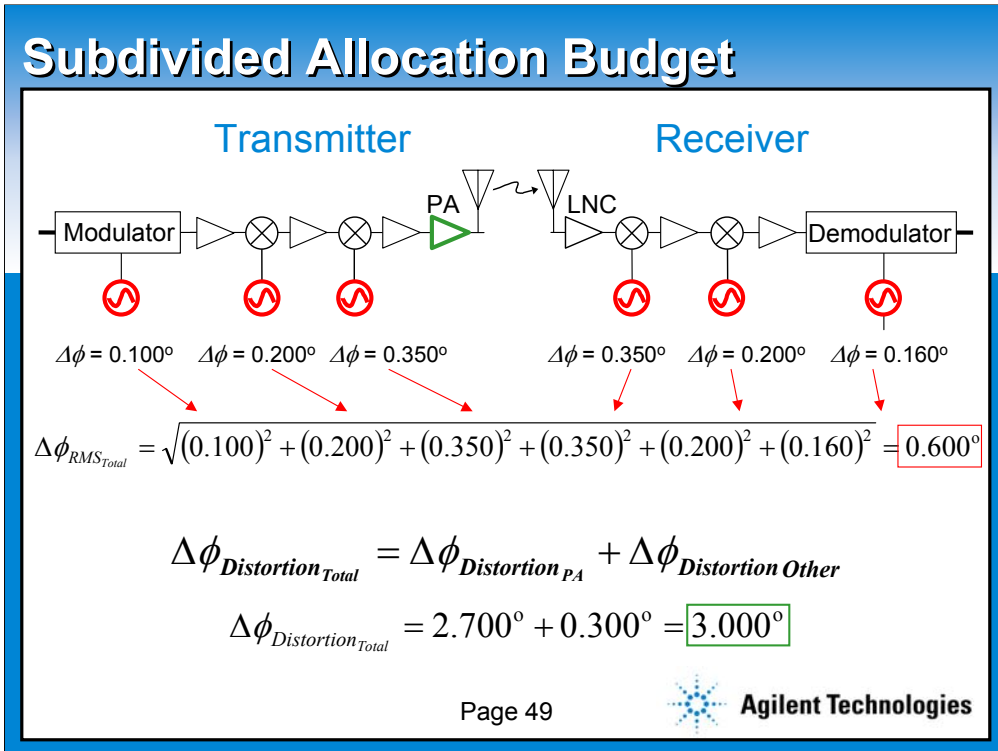 Subdivided Allocation Budget
Transmitter Receiver
PA LNC
Modulator Demodulator
Δϕ = 0.100° Δϕ = 0.200° Δϕ = 0.350° Δϕ = 0.350° Δϕ = 0.200° Δϕ = 0.160°
Δϕ_RMS_Total = √((0.100)² + (0.200)² + (0.350)² + (0.350)² + (0.200)² + (0.160)²) = 0.600°
Δϕ_Distortion_Total = Δϕ_Distortion_PA + Δϕ_Distortion Other
Δϕ_Distortion_Total = 2.700° + 0.300° = 3.000°
Page 49
Agilent Technologies